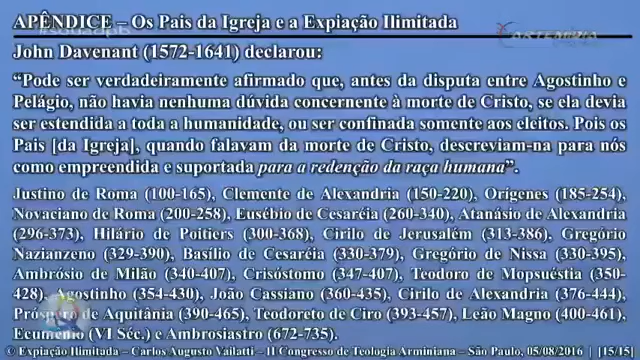 APÊNDICE – Os Pais da Igreja e a Expiação Ilimitada
John Davenant (1572-1641) declarou:
“Pode ser verdadeiramente afirmado que, antes da disputa entre Agostinho e
Pelágio, não havia nenhuma dúvida concernente à morte de Cristo, se ela devia
ser estendida a toda a humanidade, ou ser confinada somente aos eleitos. Pois os
Pais [da Igreja], quando falavam da morte de Cristo, descreviam-na para nós
como empreendida e suportada para a redenção da raça humana”.
Justino de Roma (100-165), Clemente de Alexandria (150-220), Orígenes (185-254),
Novaciano de Roma (200-258), Eusébio de Cesaréia (260-340), Atanásio de Alexandria
(296-373), Hilário de Poitiers (300-368), Cirilo de Jerusalém (313-386), Gregório
Nazianzeno (329-390), Basílio de Cesaréia (330-379), Gregório de Nissa (330-395),
Ambrósio de Milão (340-407), Crisóstomo (347-407), Teodoro de Mopsuéstia (350-
428), Agostinho (354-430), João Cassiano (360-435), Cirilo de Alexandria (376-444),
Próspero de Aquitânia (390-465), Teodoreto de Ciro (393-457), Leão Magno (400-461),
Ecumênio (VI Séc.) e Ambrosiastro (672-735).
© Expiação Ilimitada – Carlos Augusto Vailatti – II Congresso de Teologia Arminiana – São Paulo, 05/08/2016 | [15/15]